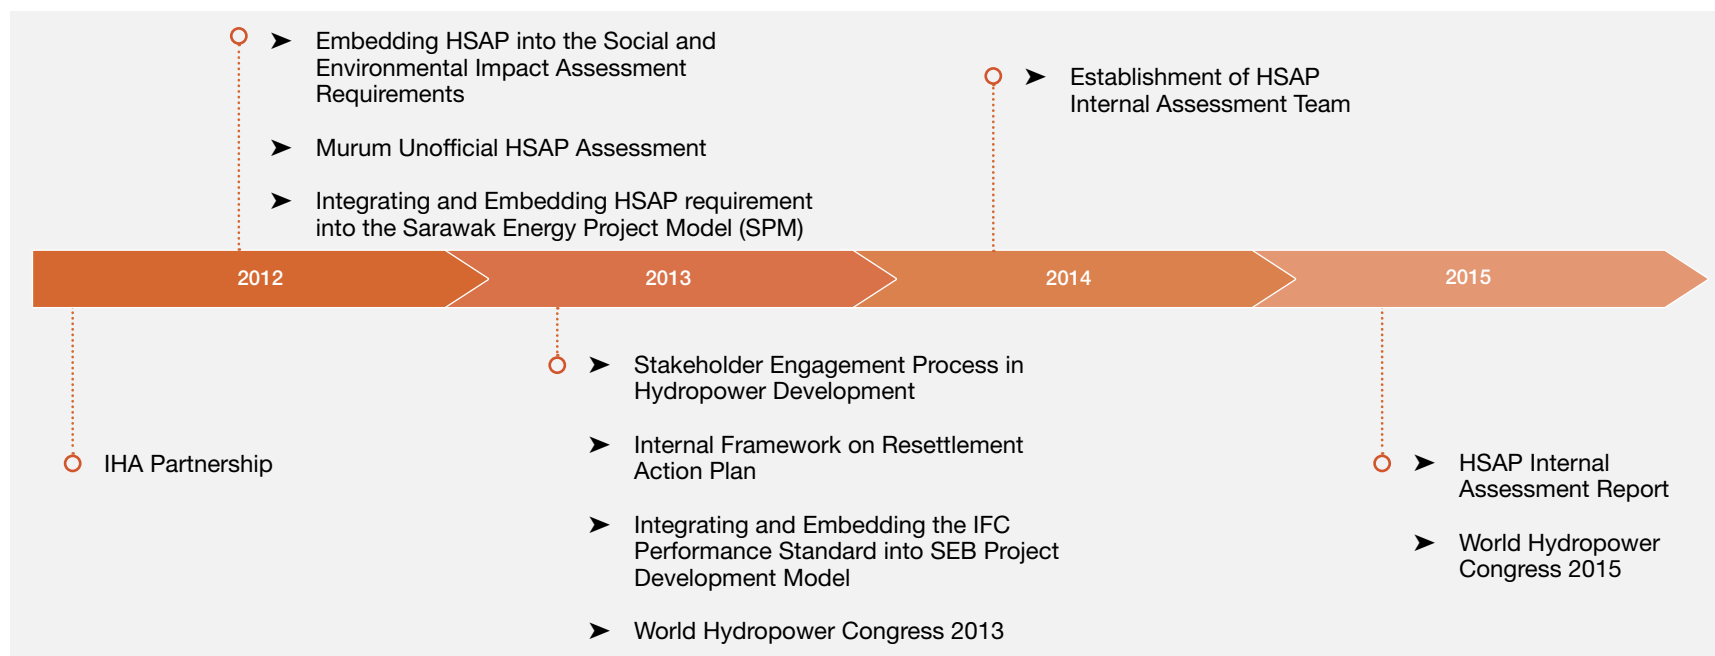 Embedding HSAP into the Social and
Environmental Impact Assessment
Requirements
Murum Unofficial HSAP Assessment
Integrating and Embedding HSAP requirement
into the Sarawak Energy Project Model (SPM)
Establishment of HSAP
Internal Assessment Team
2012
2013
2014
2015
IHA Partnership
Stakeholder Engagement Process in
Hydropower Development
Internal Framework on Resettlement
Action Plan
Integrating and Embedding the IFC
Performance Standard into SEB Project
Development Model
World Hydropower Congress 2013
HSAP Internal
Assessment Report
World Hydropower
Congress 2015